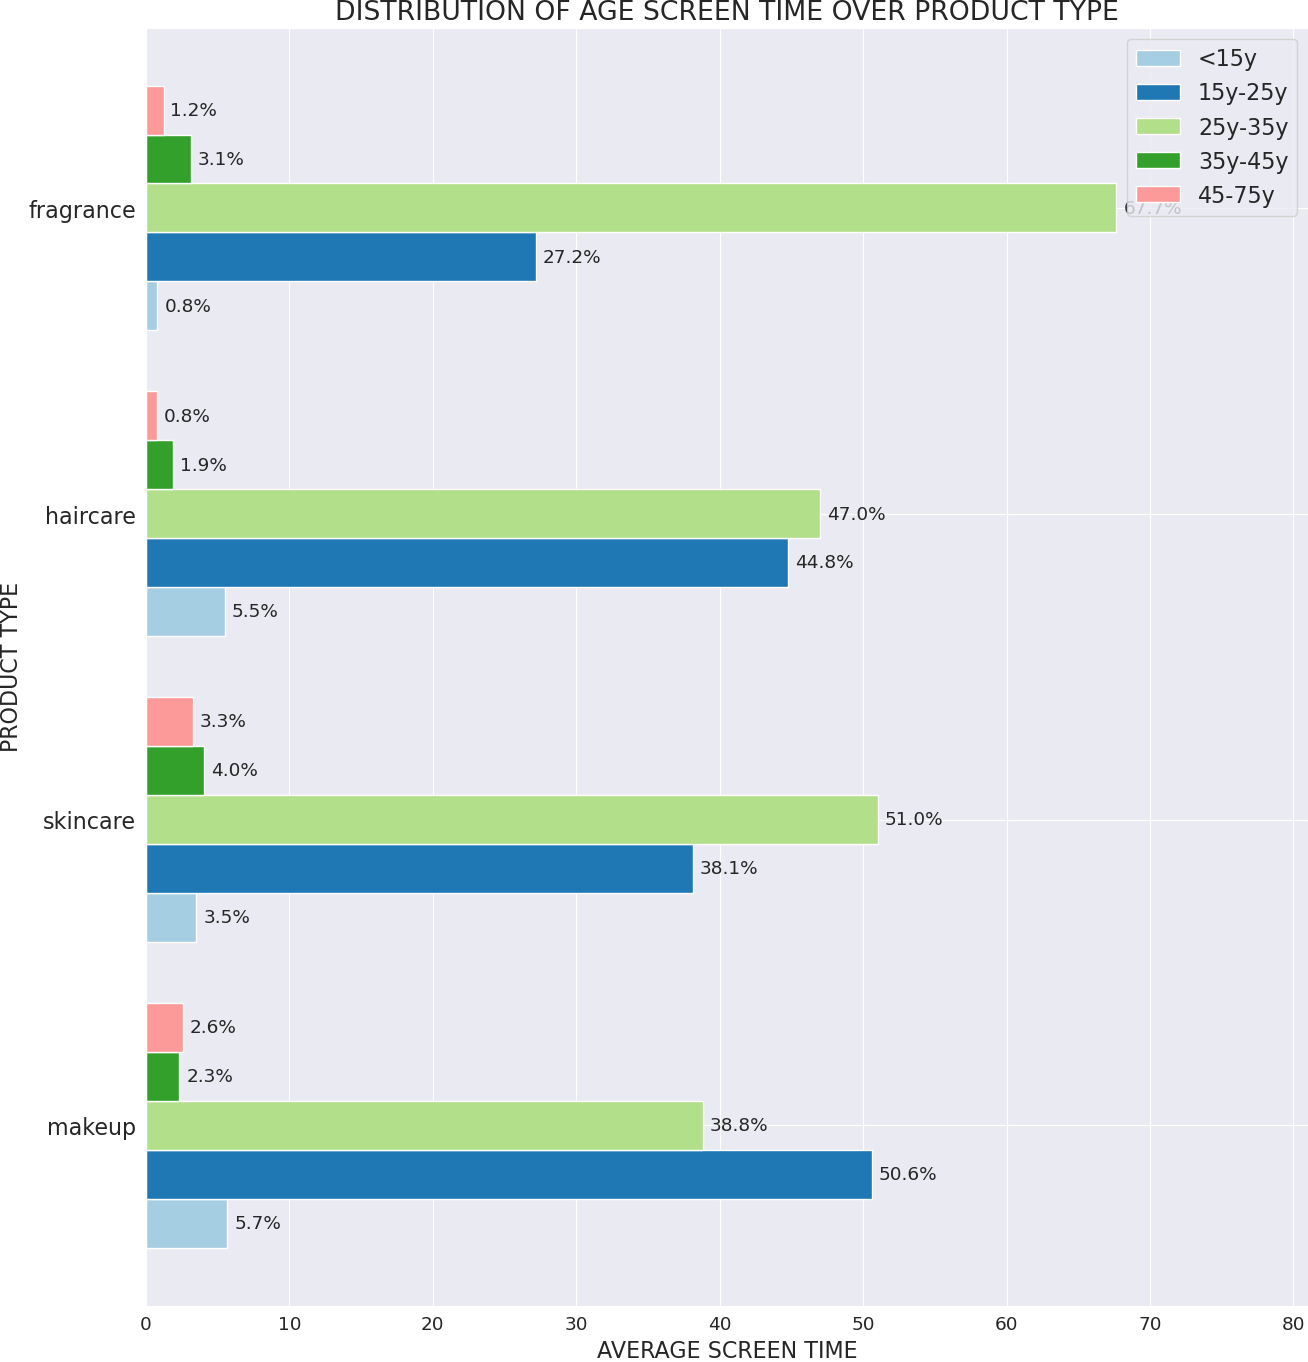 DISTRIBUTION OF AGE SCREEN TIME OVER PRODUCT TYPE
<15y
15y-25y
25y-35y
35y-45y
45-75y
1.2%
3.1%
fragrance
67.7%
27.2%
0.8%
0.8%
1.9%
haircare
47.0%
44.8%
5.5%
PRODUCT TYPE
3.3%
4.0%
skincare
51.0%
38.1%
3.5%
2.6%
2.3%
makeup
38.8%
50.6%
5.7%
0 10 20 30 40 50 60 70 80
AVERAGE SCREEN TIME